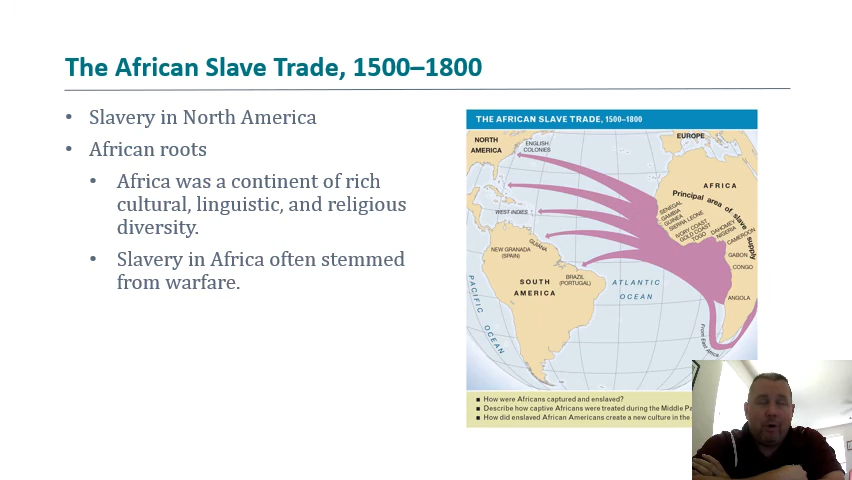 The African Slave Trade, 1500–1800
• Slavery in North America
• African roots
• Africa was a continent of rich
cultural, linguistic, and religious
diversity.
• Slavery in Africa often stemmed
from warfare.
THE AFRICAN SLAVE TRADE, 1500–1800
NORTH
AMERICA
ENGLISH
COLONIES
EUROPE
AFRICA
Principal area of slave supply
SENEGAL
GAMBIA
GUINEA
SIERRA LEONE
IVORY COAST
GOLD COAST
TOGO
DAHOMEY
NIGERIA
CAMEROON
GABON
CONGO
ANGOLA
WEST INDIES
GUIANA
NEW GRANADA
(SPAIN)
SOUTH
AMERICA
BRAZIL
(PORTUGAL)
ATLANTIC
OCEAN
PACIFIC OCEAN
From East Africa
■ How were Africans captured and enslaved?
■ Describe how captive Africans were treated during the Middle
■ How did enslaved African Americans create a new culture in the